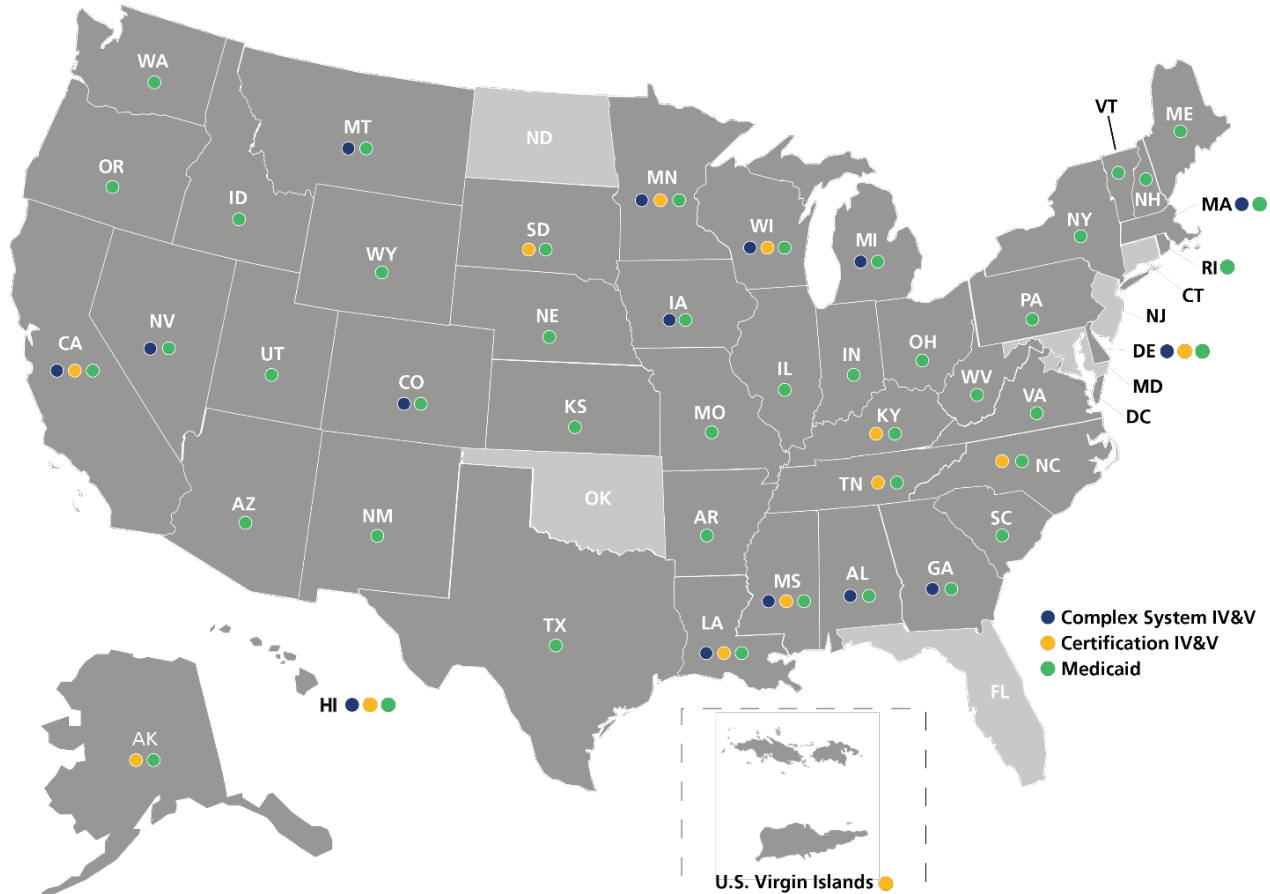 WA
MT
ND
VT
ME
OR
ID
MN
NH
MA
SD
WI
MI
NY
WY
RI
IA
PA
CT
NV
NE
NJ
CA
UT
OH
DE
CO
IL
IN
WV
MD
KS
MO
KY
VA
DC
TN
NC
AZ
NM
OK
AR
SC
MS
AL
GA
LA
Complex System IV&V
TX
Certification IV&V
Medicaid
FL
HI
AK
U.S. Virgin Islands